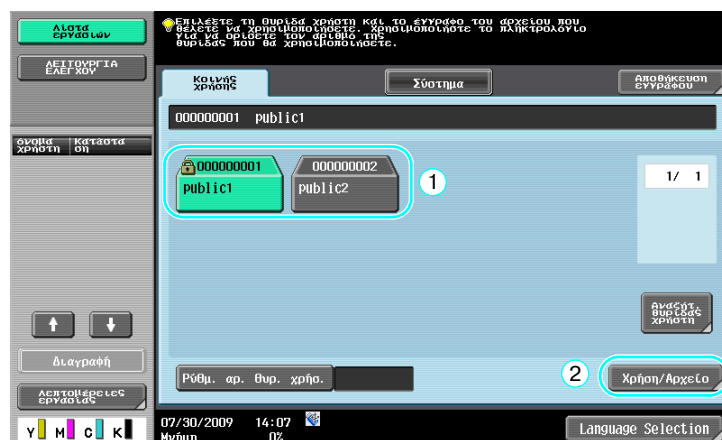 Λίστα
εργασιών
ΛΕΙΤΟΥΡΓΙΑ
ΕΛΕΓΧΟΥ
όνομα χρήστη
Κατάσταση
Διαγραφή
Λεπτομέρειες
εργασίας
Y M C K
Επιλέξτε τη θυρίδα χρήστη και το έγγραφο του αρχείου που
θέλετε να χρησιμοποιήσετε. Χρησιμοποιήστε το πληκτρολόγιο
για να ορίσετε τον αριθμό της
θυρίδας που θα χρησιμοποιήσετε.
Κοινής
χρήσης
Σύστημα
Αποθήκευση
εγγράφου
000000001 public1
000000001
public1
000000002
public2
1
1/ 1
Αναζήτ.
θυρίδας
χρήστη
Ρύθμ. αρ. θυρ. χρήσ.
2
Χρήση/Αρχείο
07/30/2009 14:07
Μνήμη 0%
Language Selection